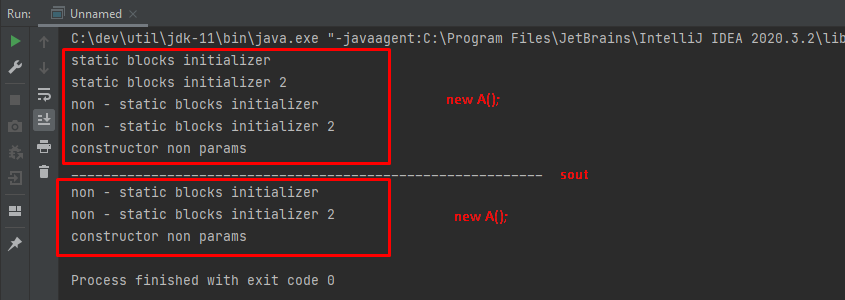 Run: Unnamed ×
C:\dev\util\jdk-11\bin\java.exe "-javaagent:C:\Program Files\JetBrains\IntelliJ IDEA 2020.3.2\lib
static blocks initializer
static blocks initializer 2
non - static blocks initializer
new A();
non - static blocks initializer 2
constructor non params
___________________________________________________________ sout
non - static blocks initializer
non - static blocks initializer 2 new A();
constructor non params
Process finished with exit code 0